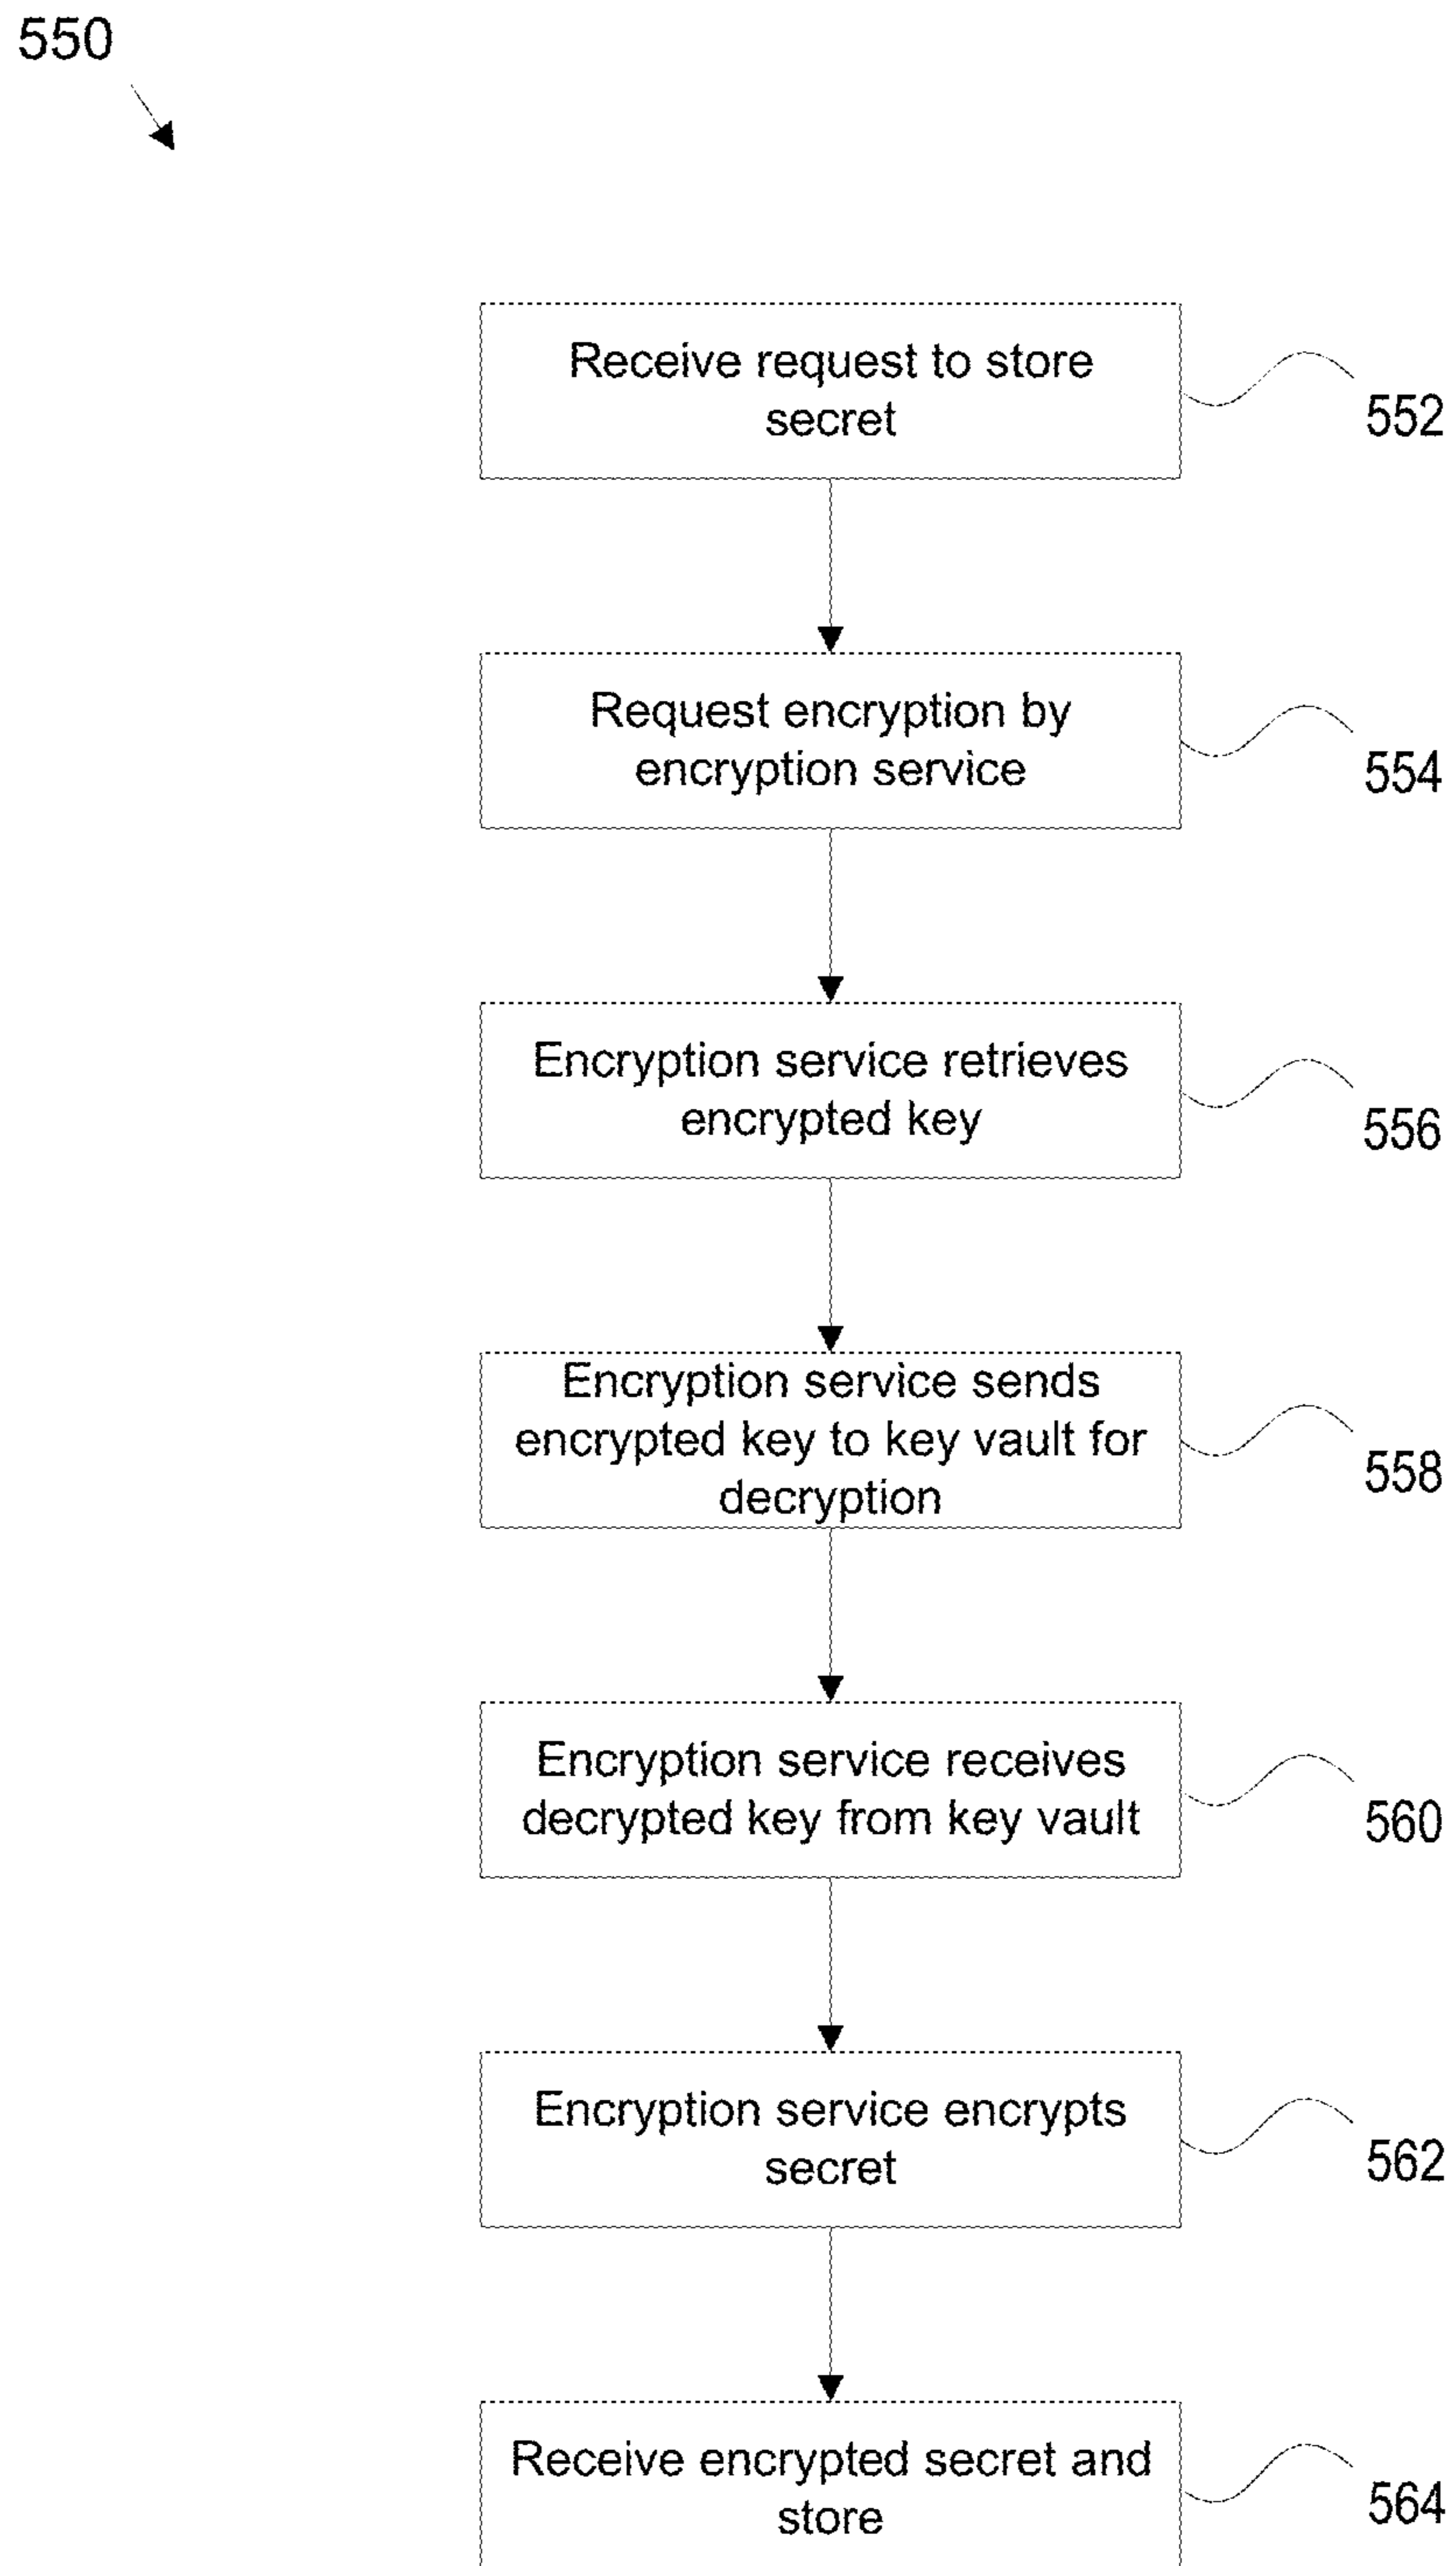 550
Receive request to store
secret
552
Request encryption by
encryption service
554
Encryption service retrieves
encrypted key
556
Encryption service sends
encrypted key to key vault for
decryption
558
Encryption service receives
decrypted key from key vault
560
Encryption service encrypts
secret
562
Receive encrypted secret and
store
564